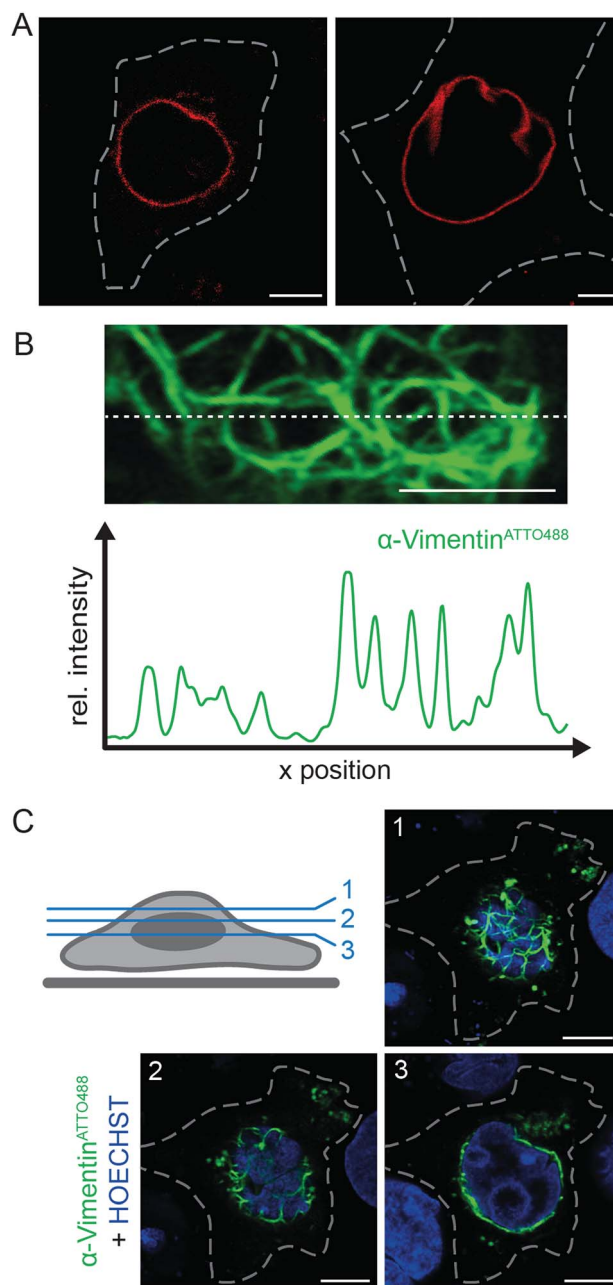 A
B
α-Vimentin^ATTO488
rel. intensity
x position
C
1
2
3
1
2
3
α-Vimentin^ATTO488
+ HOECHST